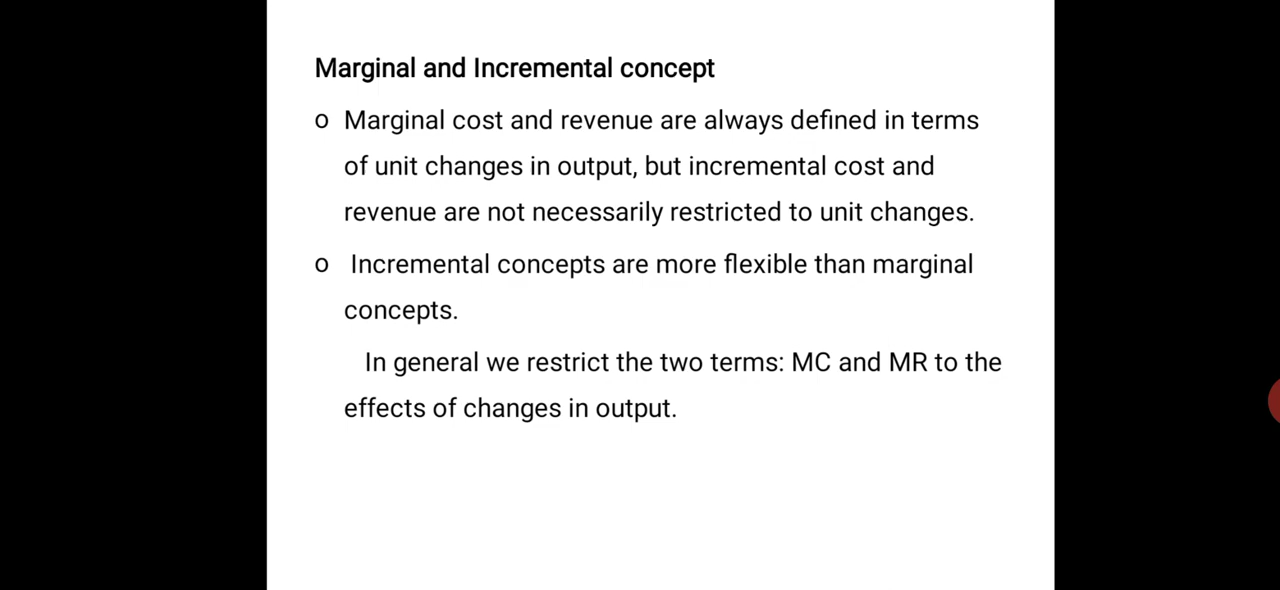 Marginal and Incremental concept
o Marginal cost and revenue are always defined in terms
of unit changes in output, but incremental cost and
revenue are not necessarily restricted to unit changes.
o Incremental concepts are more flexible than marginal
concepts.
In general we restrict the two terms: MC and MR to the
effects of changes in output.